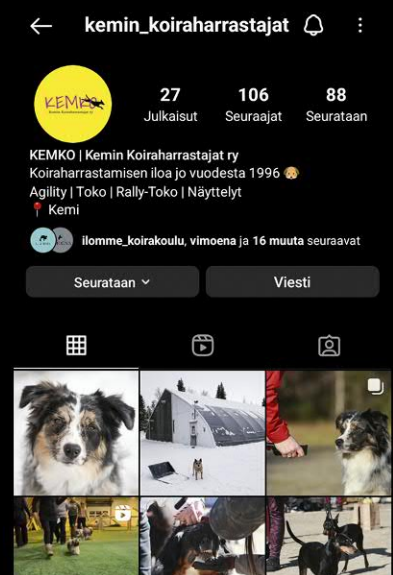 kemin_koiraharrastajat
KEMKO
27 106 88
Julkaisut Seuraajat Seurataan
KEMKO | Kemin Koiraharrastajat ry
Koiraharrastamisen iloa jo vuodesta 1996 🐶
Agility | Toko | Rally-Toko | Näyttelyt
📍 Kemi
ilomme_koirakoulu, vimoena ja 16 muuta seuraavat
Seurataan Viesti